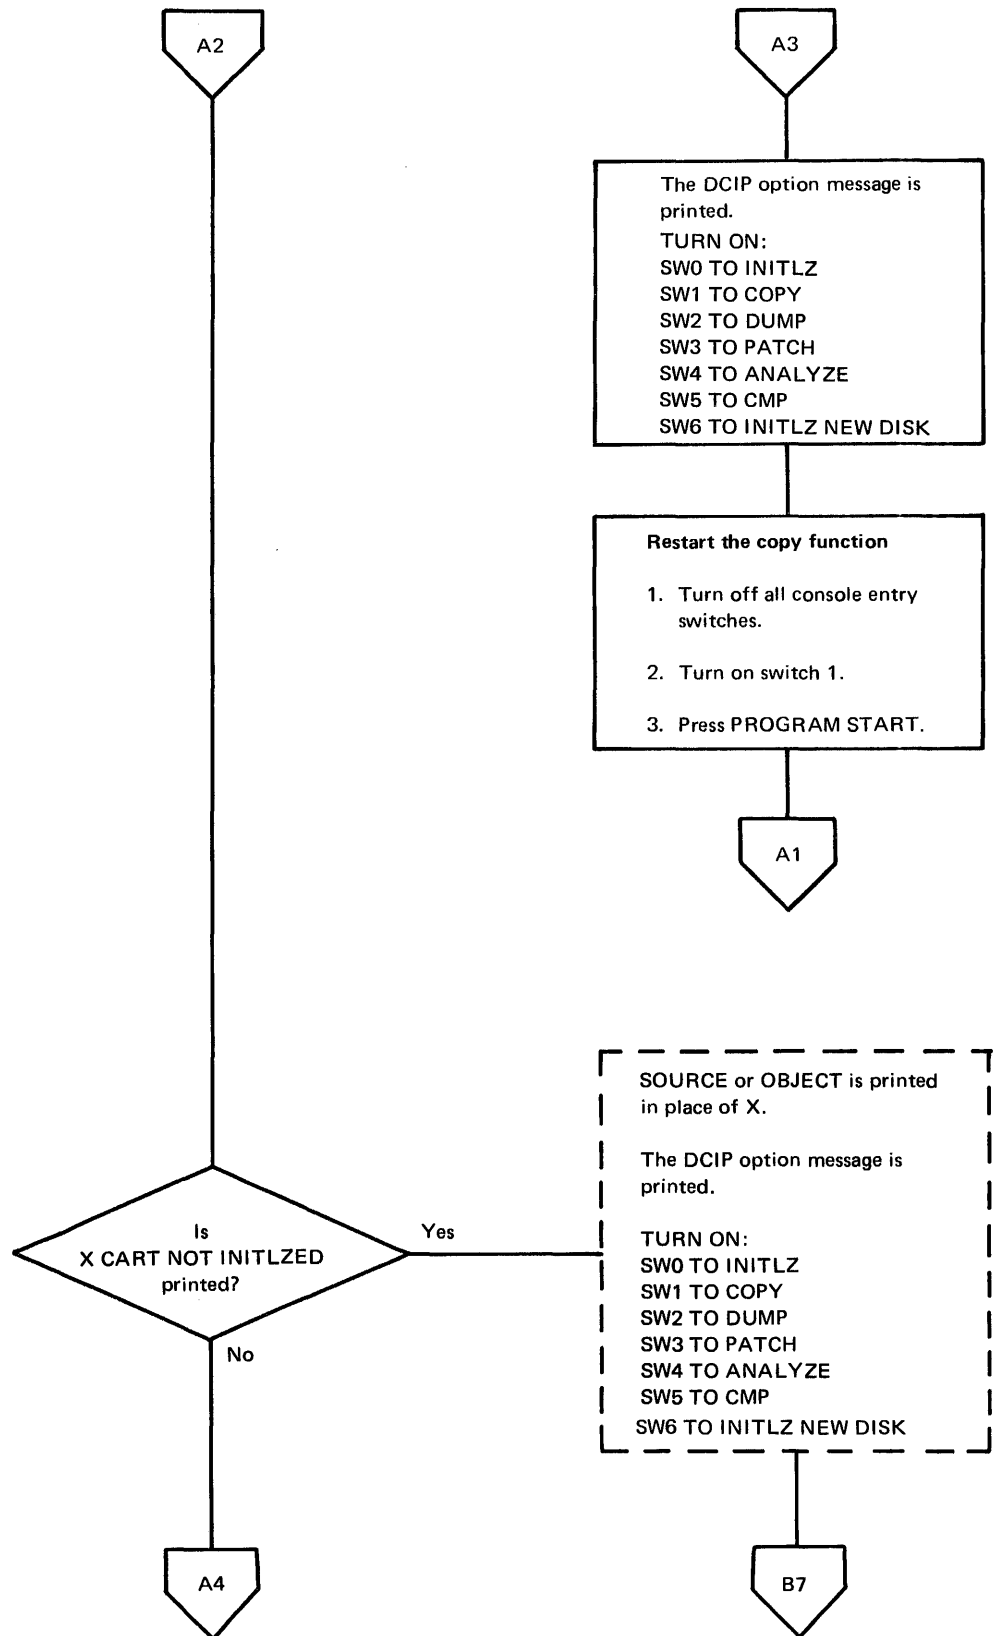 A2
A3
The DCIP option message is
printed.
TURN ON:
SW0 TO INITLZ
SW1 TO COPY
SW2 TO DUMP
SW3 TO PATCH
SW4 TO ANALYZE
SW5 TO CMP
SW6 TO INITLZ NEW DISK
Restart the copy function
1. Turn off all console entry
switches.
2. Turn on switch 1.
3. Press PROGRAM START.
A1
Is
X CART NOT INITLZED
printed?
Yes
No
SOURCE or OBJECT is printed
in place of X.
The DCIP option message is
printed.
TURN ON:
SW0 TO INITLZ
SW1 TO COPY
SW2 TO DUMP
SW3 TO PATCH
SW4 TO ANALYZE
SW5 TO CMP
SW6 TO INITLZ NEW DISK
A4
B7